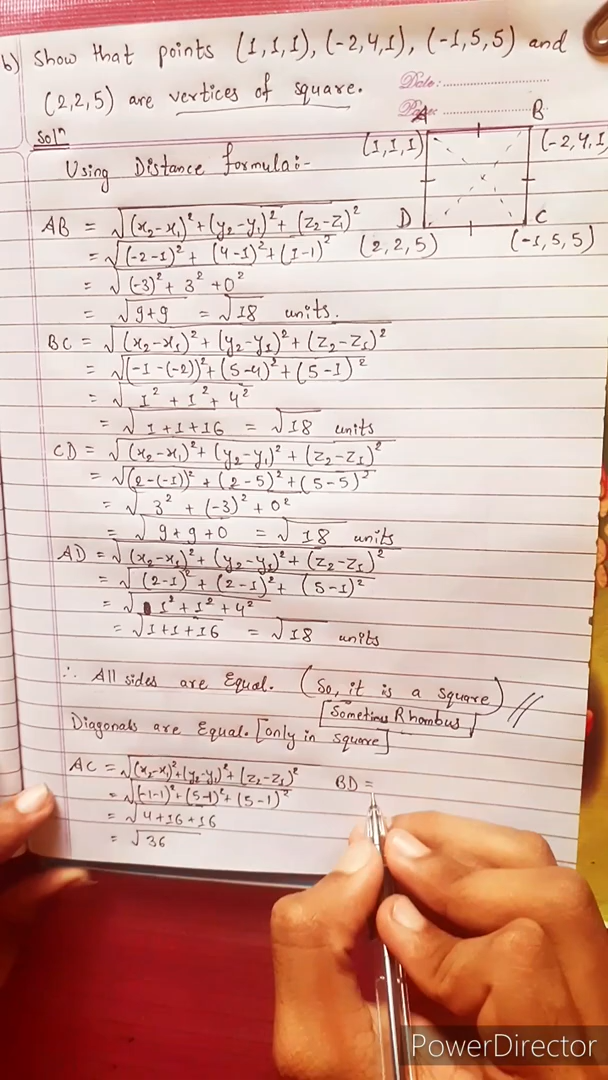 b) Show that points (1,1,1), (-2,4,1), (-1,5,5) and
(2,2,5) are vertices of square.
Date:
Page:
Solⁿ
A B
(1,1,1) (-2,4,1
D C
(2,2,5) (-1,5,5)
Using Distance formula:-
AB = √(x₂-x₁)²+(y₂-y₁)²+(z₂-z₁)²
= √(-2-1)²+(4-1)²+(1-1)²
= √(-3)²+3²+0²
= √9+9 = √18 units.
BC = √(x₂-x₁)²+(y₂-y₁)²+(z₂-z₁)²
= √(-1-(-2))²+(5-4)²+(5-1)²
= √1²+1²+4²
= √1+1+16 = √18 units
CD = √(x₂-x₁)²+(y₂-y₁)²+(z₂-z₁)²
= √(2-(-1))²+(2-5)²+(5-5)²
= √3²+(-3)²+0²
= √9+9+0 = √18 units
AD = √(x₂-x₁)²+(y₂-y₁)²+(z₂-z₁)²
= √(2-1)²+(2-1)²+(5-1)²
= √1²+1²+4²
= √1+1+16 = √18 units
∴ All sides are Equal. (So, it is a square) //
[Sometimes Rhombus]
Diagonals are Equal. [only in square]
AC = √(x₂-x₁)²+(y₂-y₁)²+(z₂-z₁)² BD =
= √(-1-1)²+(5-1)²+(5-1)²
= √4+16+16
= √36
PowerDirector